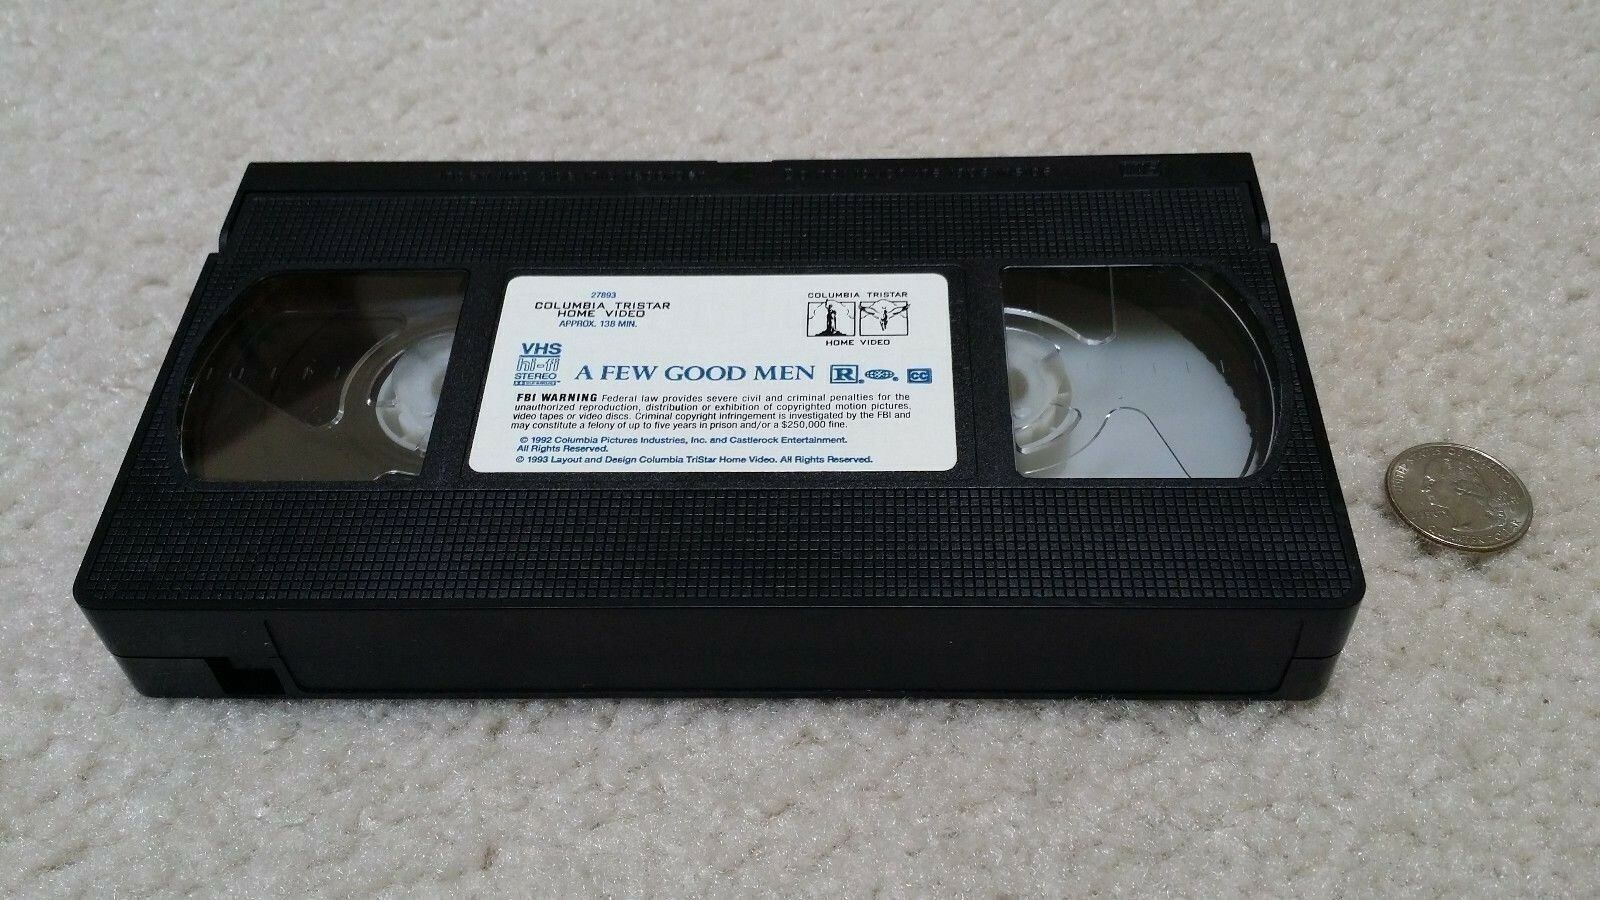 27893
COLUMBIA TRISTAR
HOME VIDEO
APPROX. 138 MIN.
COLUMBIA TRISTAR
HOME VIDEO
VHS
hi-fi
STEREO
A FEW GOOD MEN R CC
FBI WARNING Federal law provides severe civil and criminal penalties for the
unauthorized reproduction, distribution or exhibition of copyrighted motion pictures,
video tapes or video discs. Criminal copyright infringement is investigated by the FBI and
may constitute a felony of up to five years in prison and/or a $250,000 fine.
© 1992 Columbia Pictures Industries, Inc. and Castlerock Entertainment.
All Rights Reserved.
© 1993 Layout and Design Columbia TriStar Home Video. All Rights Reserved.